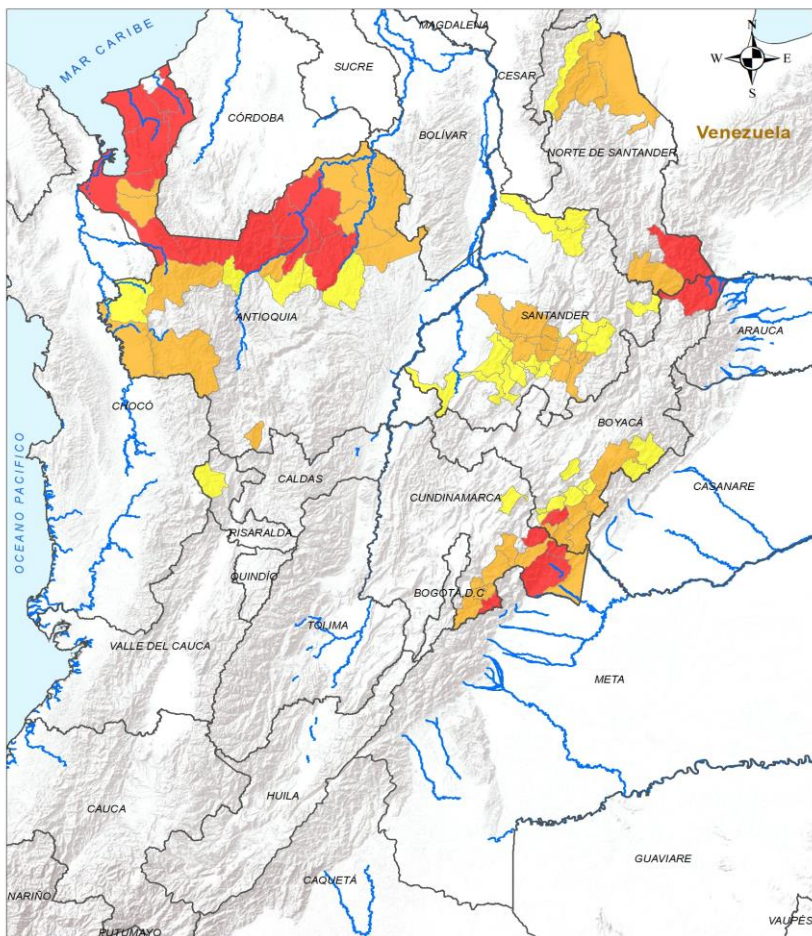 MAGDALENA
MAR CARIBE
SUCRE
CESAR
N
W E
S
CÓRDOBA
BOLÍVAR
Venezuela
NORTE DE SANTANDER
ANTIOQUIA
SANTANDER
ARAUCA
CHOCÓ
BOYACÁ
OCEANO PACIFICO
CALDAS
CUNDINAMARCA
CASANARE
RISARALDA
QUINDÍO
BOGOTÁ, D.C
TOLIMA
VALLE DEL CAUCA
META
HUILA
CAUCA
GUAVIARE
CAQUETÁ
NARIÑO
VAUPÉS
PUTUMAYO